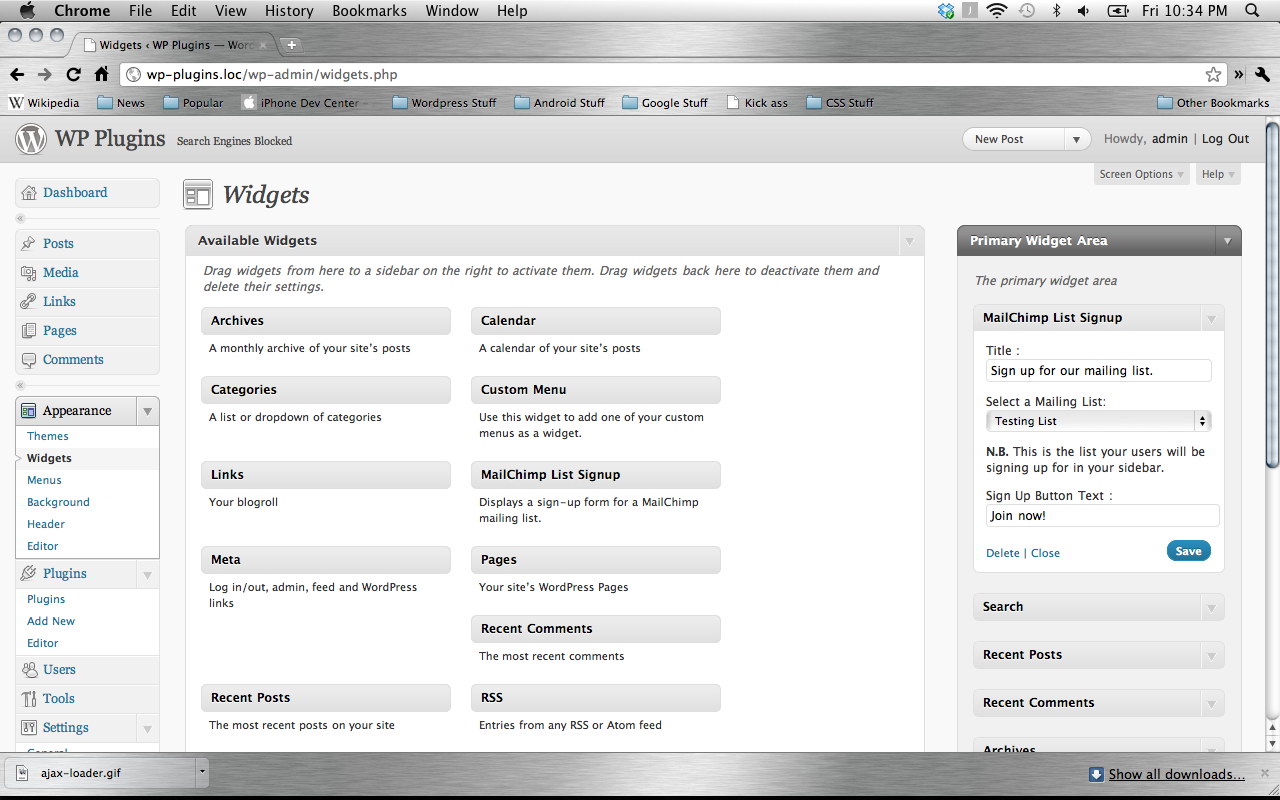 Chrome File Edit View History Bookmarks Window Help Fri 10:34 PM
Widgets ‹ WP Plugins — Wor
wp-plugins.loc/wp-admin/widgets.php
Wikipedia News Popular iPhone Dev Center Wordpress Stuff Android Stuff Google Stuff Kick ass CSS Stuff Other Bookmarks
WP Plugins Search Engines Blocked New Post Howdy, admin | Log Out
Screen Options Help
Dashboard
Posts
Media
Links
Pages
Comments
Appearance
Themes
Widgets
Menus
Background
Header
Editor
Plugins
Plugins
Add New
Editor
Users
Tools
Settings
General
Widgets
Available Widgets
Drag widgets from here to a sidebar on the right to activate them. Drag widgets back here to deactivate them and
delete their settings.
Archives
A monthly archive of your site's posts
Calendar
A calendar of your site's posts
Categories
A list or dropdown of categories
Custom Menu
Use this widget to add one of your custom
menus as a widget.
Links
Your blogroll
MailChimp List Signup
Displays a sign-up form for a MailChimp
mailing list.
Meta
Log in/out, admin, feed and WordPress
links
Pages
Your site's WordPress Pages
Recent Comments
The most recent comments
Recent Posts
The most recent posts on your site
RSS
Entries from any RSS or Atom feed
Primary Widget Area
The primary widget area
MailChimp List Signup
Title :
Sign up for our mailing list.
Select a Mailing List:
Testing List
N.B. This is the list your users will be
signing up for in your sidebar.
Sign Up Button Text :
Join now!
Delete | Close Save
Search
Recent Posts
Recent Comments
Archives
ajax-loader.gif Show all downloads...